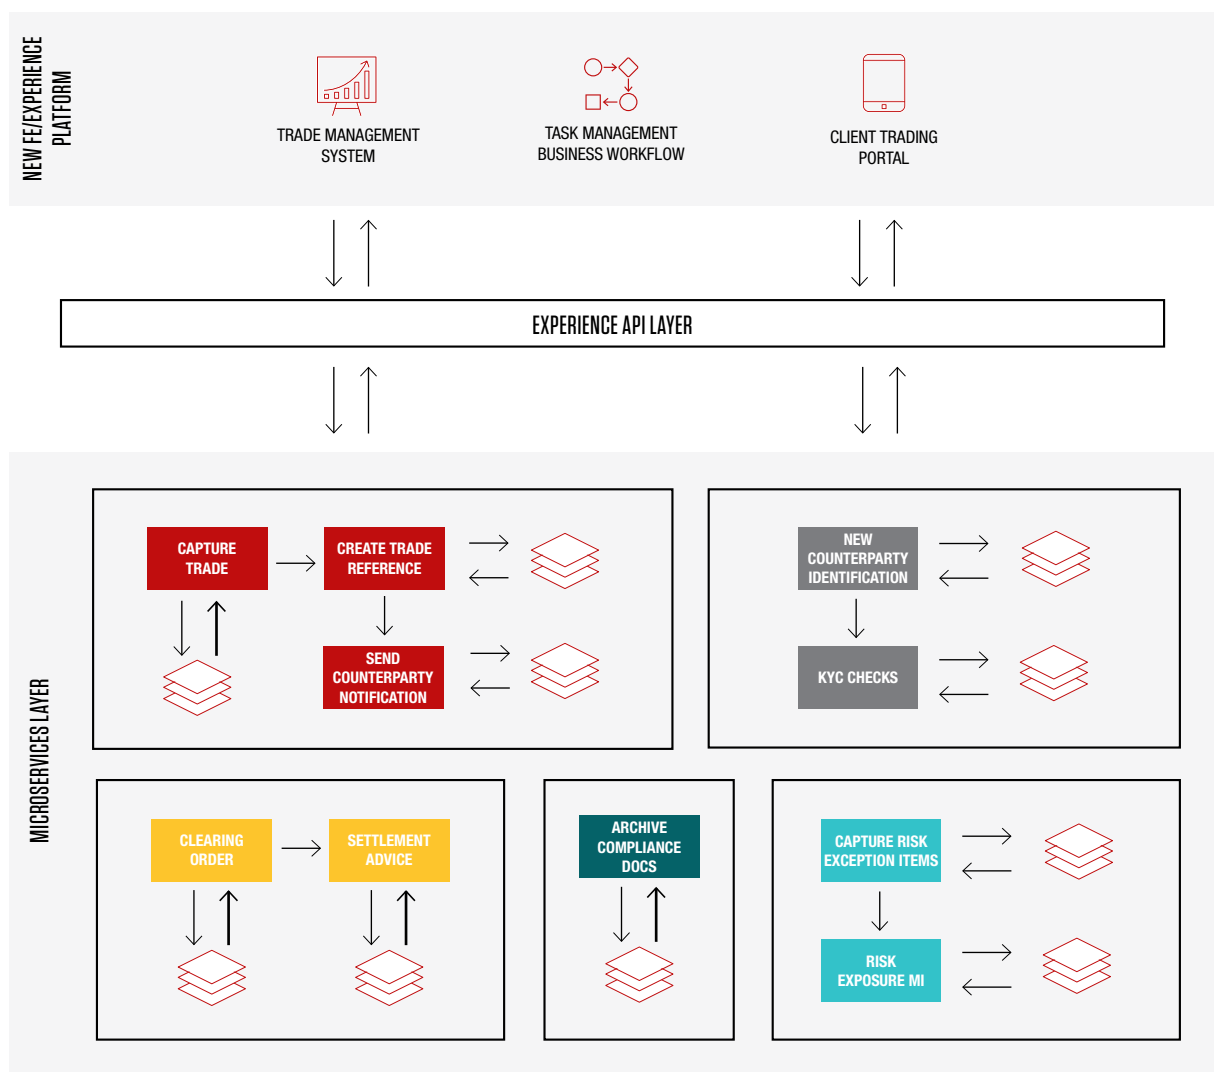 NEW FE/EXPERIENCE
PLATFORM
TRADE MANAGEMENT
SYSTEM
TASK MANAGEMENT
BUSINESS WORKFLOW
CLIENT TRADING
PORTAL
EXPERIENCE API LAYER
MICROSERVICES LAYER
CAPTURE
TRADE
CREATE TRADE
REFERENCE
SEND
COUNTERPARTY
NOTIFICATION
NEW
COUNTERPARTY
IDENTIFICATION
KYC CHECKS
CLEARING
ORDER
SETTLEMENT
ADVICE
ARCHIVE
COMPLIANCE
DOCS
CAPTURE RISK
EXCEPTION ITEMS
RISK
EXPOSURE MI